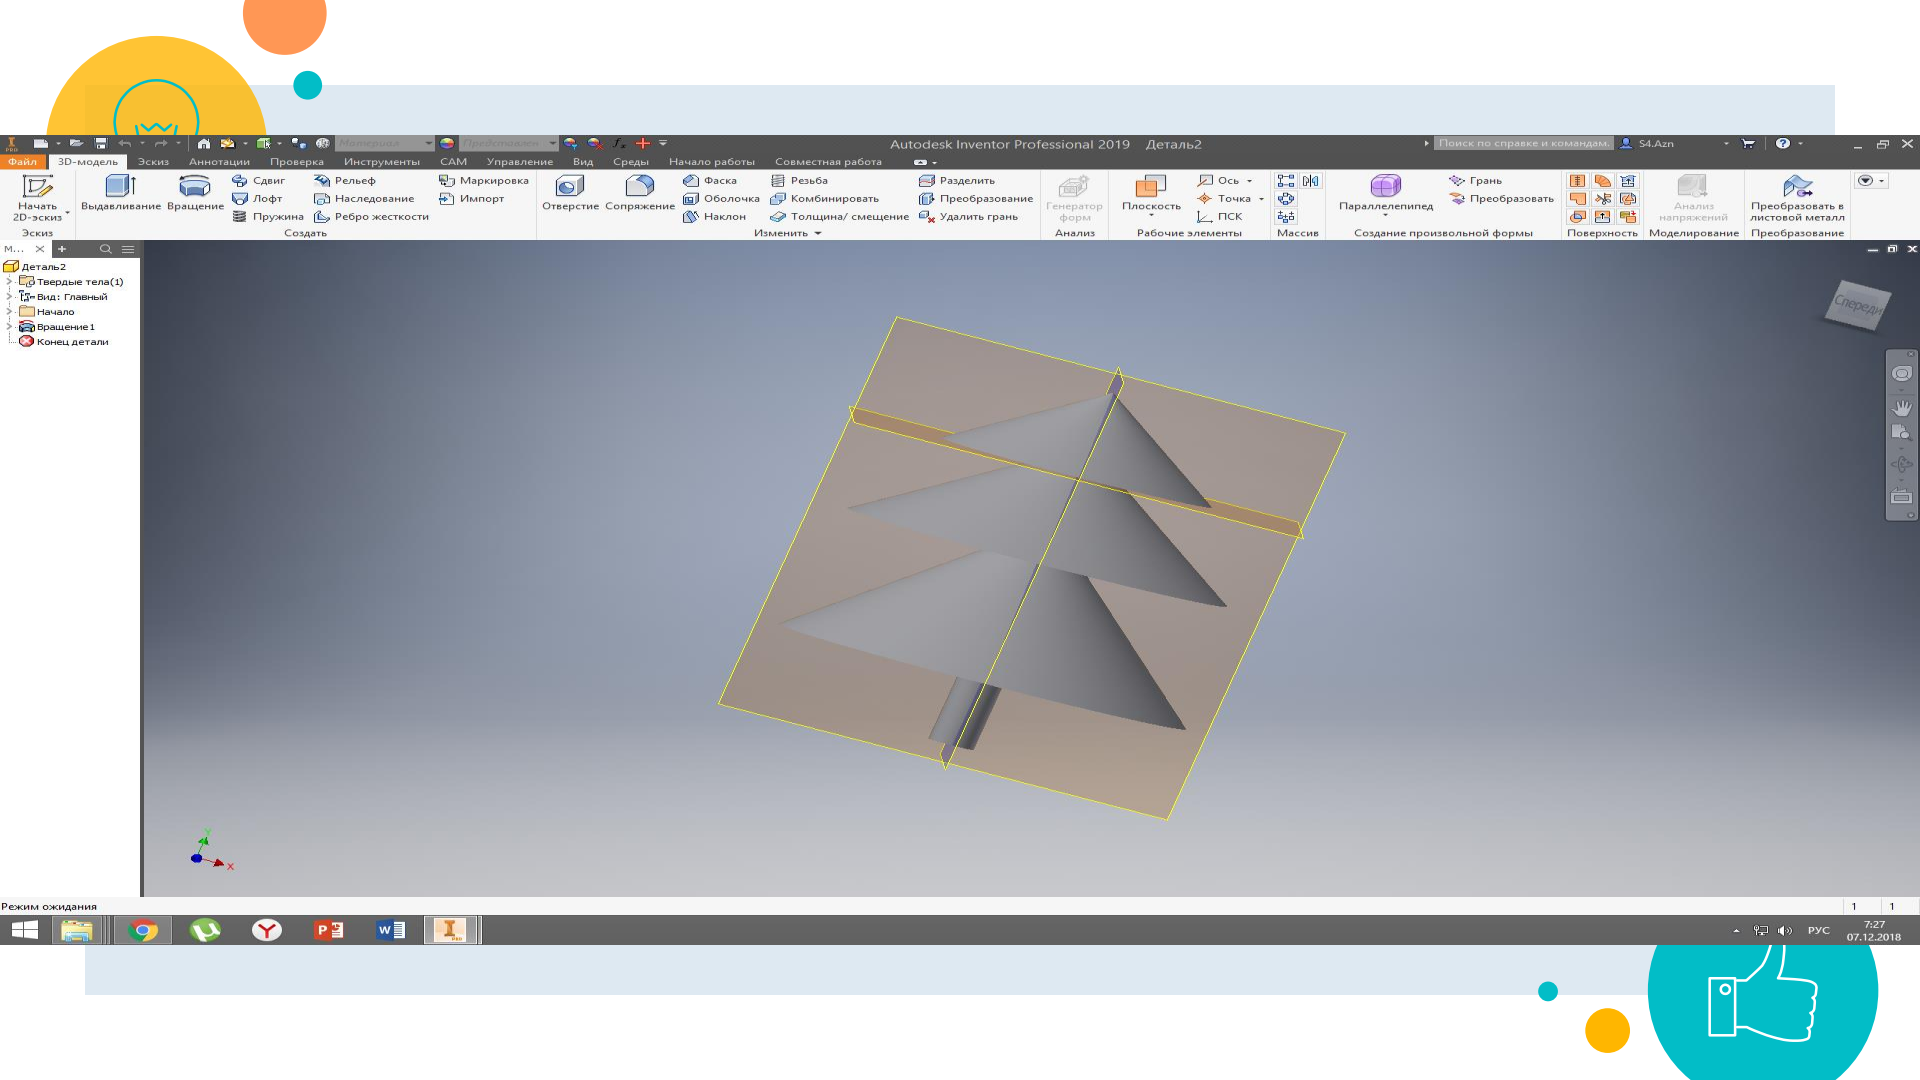 Autodesk Inventor Professional 2019 Деталь2
Поиск по справке и командам.
S4.Azn
Файл 3D-модель Эскиз Аннотации Проверка Инструменты CAM Управление Вид Среды Начало работы Совместная работа
Начать
2D-эскиз
Выдавливание
Вращение
Сдвиг
Лофт
Пружина
Рельеф
Наследование
Ребро жесткости
Маркировка
Импорт
Отверстие
Сопряжение
Фаска
Оболочка
Наклон
Резьба
Комбинировать
Толщина/ смещение
Разделить
Преобразование
Удалить грань
Генератор
форм
Плоскость
Ось
Точка
ПСК
Параллелепипед
Грань
Преобразовать
Анализ
напряжений
Преобразовать в
листовой металл
Эскиз Создать Изменить Анализ Рабочие элементы Массив Создание произвольной формы Поверхность Моделирование Преобразование
М...
Деталь2
Твердые тела(1)
Вид: Главный
Начало
Вращение1
Конец детали
Спереди
Y
X
Режим ожидания
1 1
РУС
7:27
07.12.2018